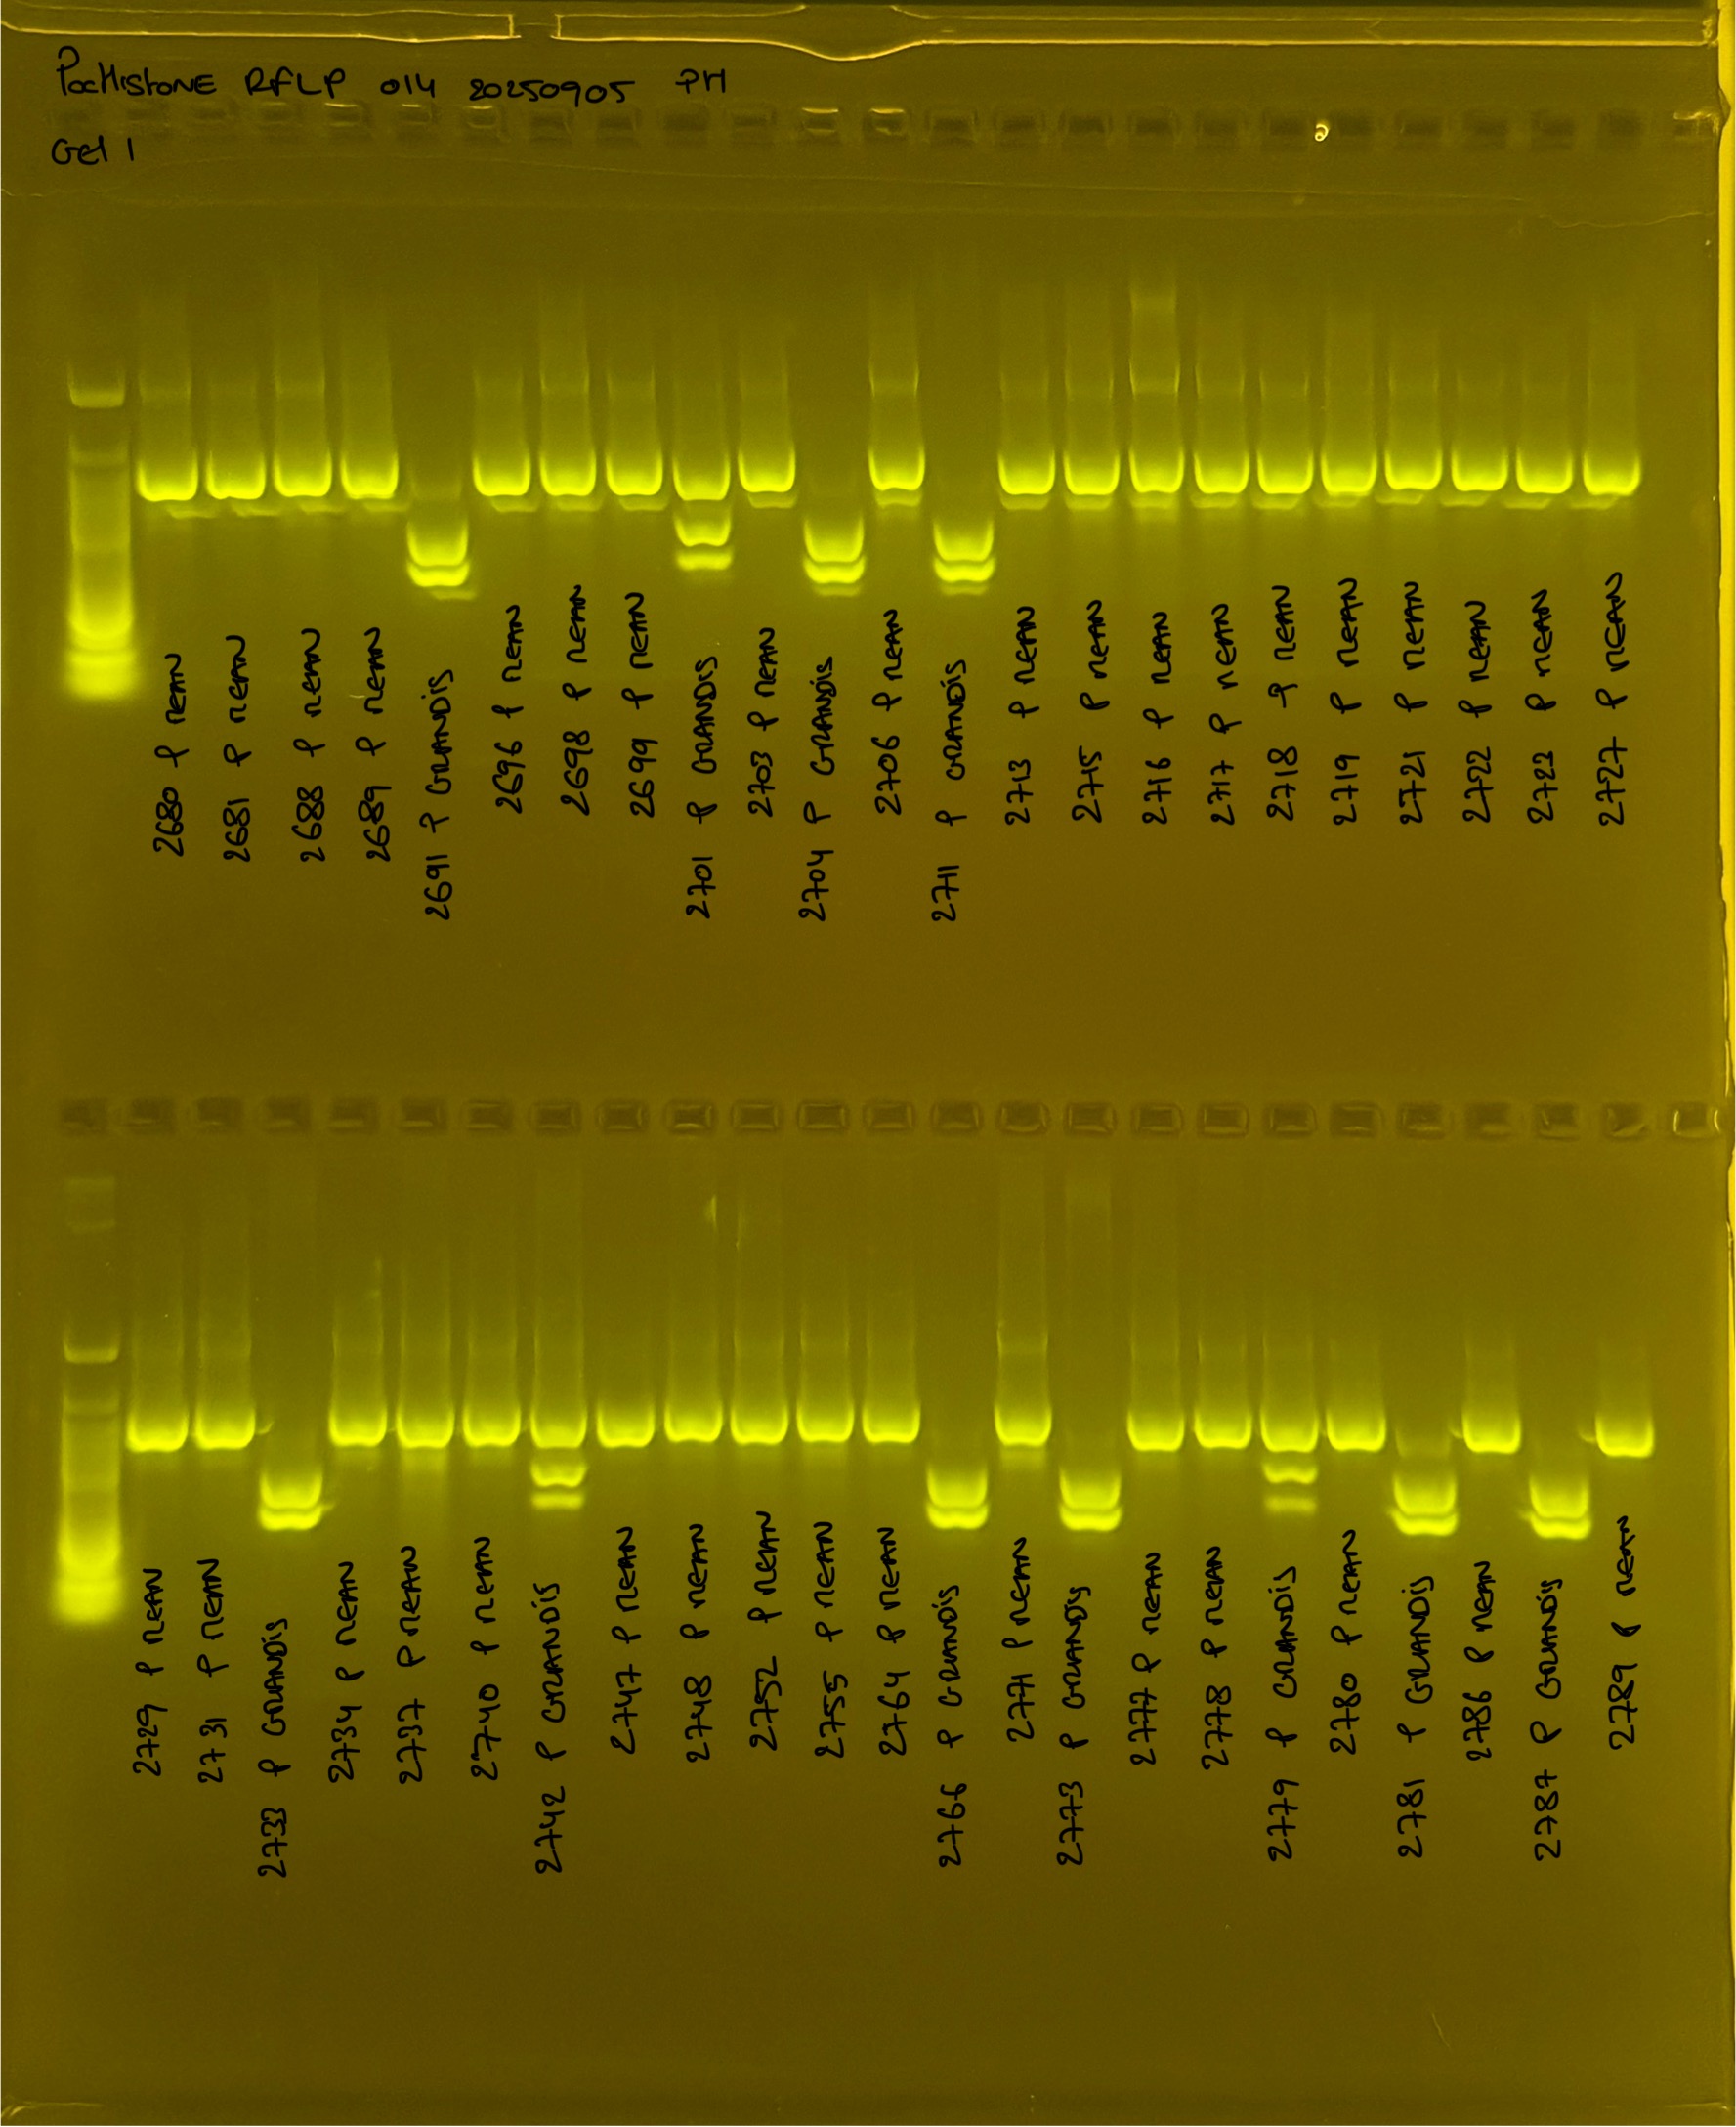 PocHistone RFLP 014 20250905 PH
Gel 1
2680 P mean
2681 P mean
2688 P mean
2689 P mean
2691 P GRANDIS
2696 P mean
2698 P mean
2699 P mean
2701 P GRANDIS
2703 P mean
2704 P GRANDIS
2706 P mean
2711 P GRANDIS
2713 P mean
2715 P mean
2716 P mean
2717 P mean
2718 P mean
2719 P mean
2721 P mean
2722 P mean
2722 P mean
2727 P mean
2729 P mean
2731 P mean
2733 P GRANDIS
2734 P mean
2737 P mean
2740 P mean
2742 P GRANDIS
2747 P mean
2748 P mean
2752 P mean
2755 P mean
2764 P mean
2766 P GRANDIS
2771 P mean
2773 P GRANDIS
2777 P mean
2778 P mean
2779 P GRANDIS
2780 P mean
2781 P GRANDIS
2786 P mean
2787 P GRANDIS
2789 P mean